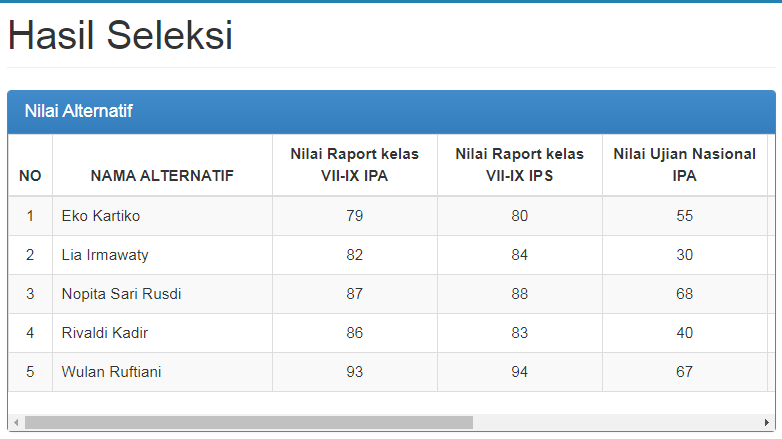 Hasil Seleksi
Nilai Alternatif
NO NAMA ALTERNATIF Nilai Raport kelas VII-IX IPA Nilai Raport kelas VII-IX IPS Nilai Ujian Nasional IPA
1 Eko Kartiko 79 80 55
2 Lia Irmawaty 82 84 30
3 Nopita Sari Rusdi 87 88 68
4 Rivaldi Kadir 86 83 40
5 Wulan Ruftiani 93 94 67